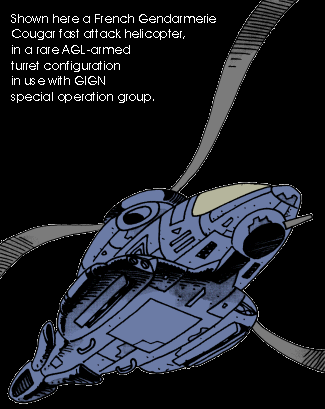 Shown here a French Gendarmerie
Cougar fast attack helicopter,
in a rare AGL-armed
turret configuration
in use with GIGN
special operation group.